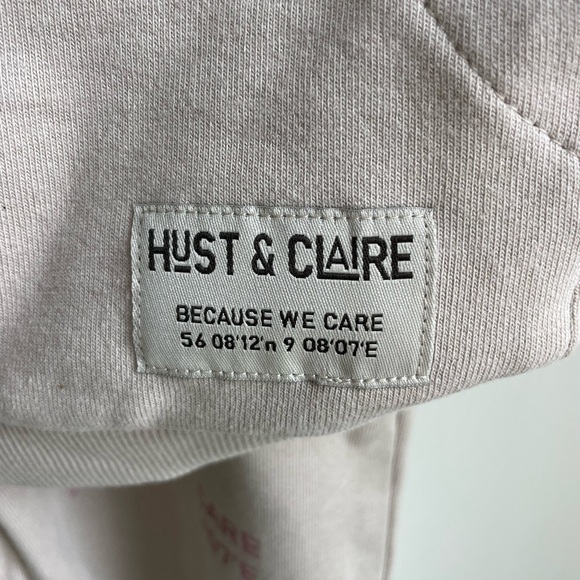 HUST & CLAIRE
BECAUSE WE CARE
56 08'12'n 9 08'07'E